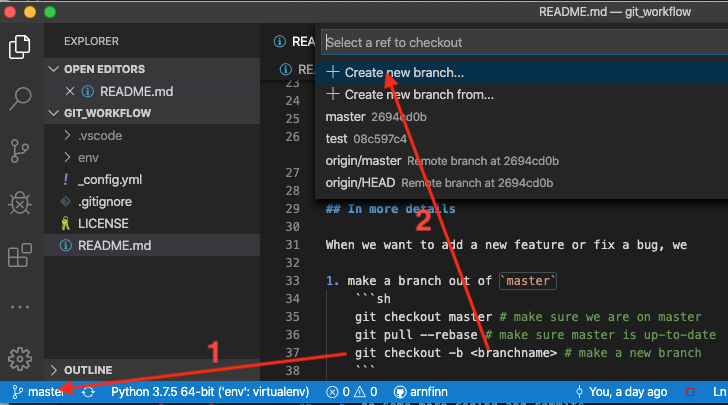 README.md — git_workflow
EXPLORER
OPEN EDITORS
README.md
GIT_WORKFLOW
.vscode
env
_config.yml
.gitignore
LICENSE
README.md
OUTLINE
REA
Select a ref to checkout
REA
+ Create new branch...
+ Create new branch from...
master 2694cd0b
test 08c597c4
origin/master Remote branch at 2694cd0b
origin/HEAD Remote branch at 2694cd0b
23
24
25
26
27
28
29 ## In more details
30
31 When we want to add a new feature or fix a bug, we
32
33 1. make a branch out of `master`
34 ```sh
35 git checkout master # make sure we are on master
36 git pull --rebase # make sure master is up-to-date
37 git checkout -b <branchname> # make a new branch
38 ```
1
2
master
Python 3.7.5 64-bit ('env': virtualenv)
0 0
arnfinn
You, a day ago
Ln